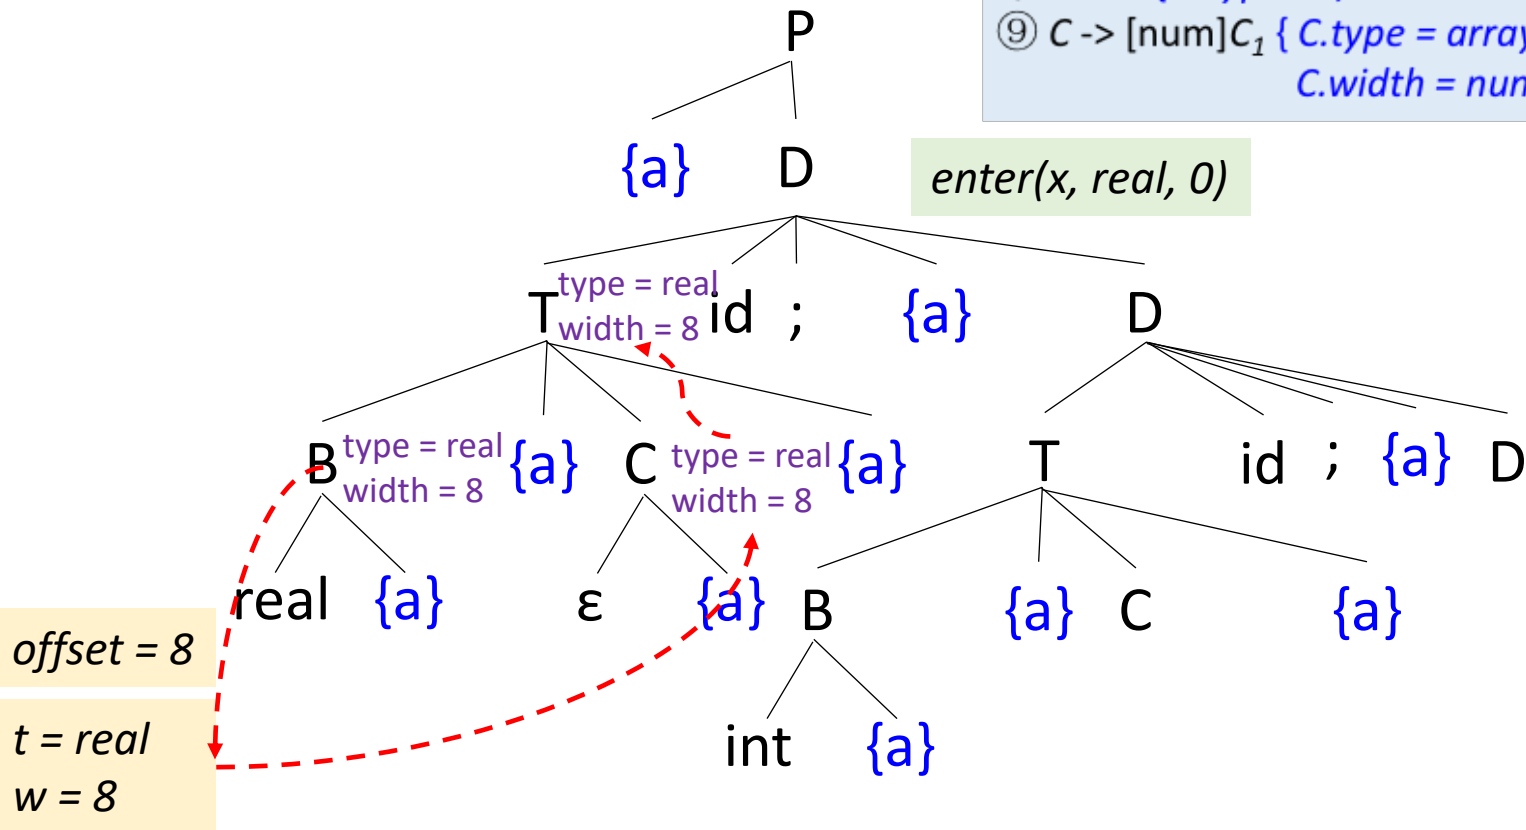 P
⑨ C -> [num]C₁ { C.type = array
C.width = num
{a} D
enter(x, real, 0)
T type = real
width = 8
id ; {a} D
B type = real
width = 8
{a} C type = real
width = 8
{a} T id ; {a} D
real {a} ε {a} B {a} C {a}
offset = 8
t = real
w = 8
int {a}